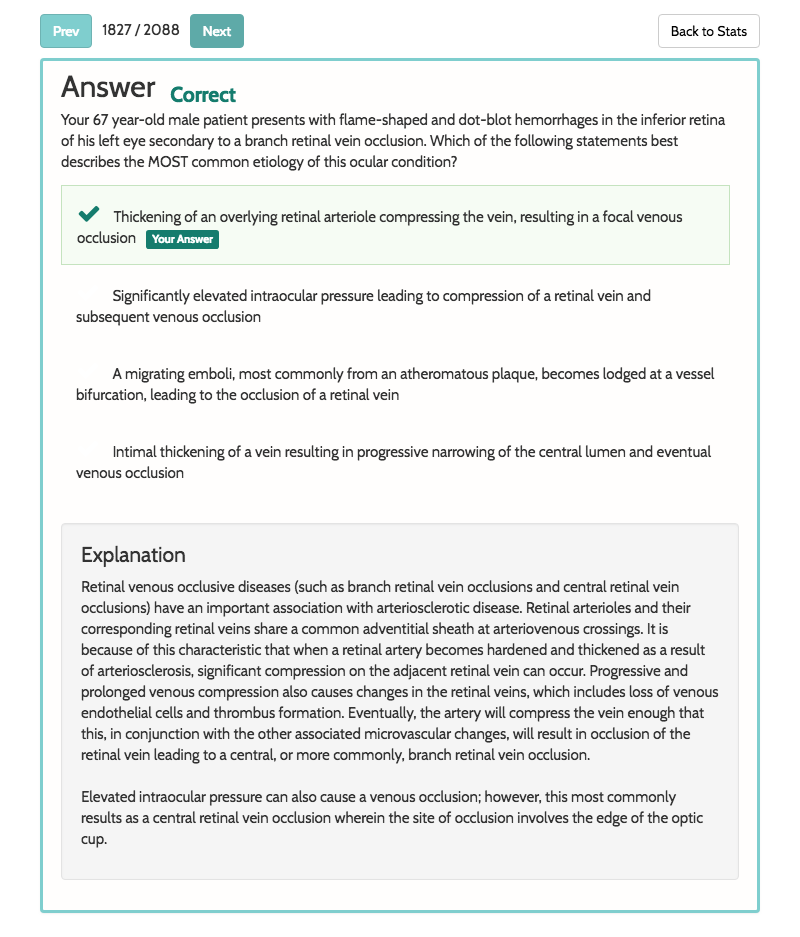 Prev 1827 / 2088 Next Back to Stats
Answer Correct
Your 67 year-old male patient presents with flame-shaped and dot-blot hemorrhages in the inferior retina
of his left eye secondary to a branch retinal vein occlusion. Which of the following statements best
describes the MOST common etiology of this ocular condition?
Thickening of an overlying retinal arteriole compressing the vein, resulting in a focal venous
occlusion Your Answer
Significantly elevated intraocular pressure leading to compression of a retinal vein and
subsequent venous occlusion
A migrating emboli, most commonly from an atheromatous plaque, becomes lodged at a vessel
bifurcation, leading to the occlusion of a retinal vein
Intimal thickening of a vein resulting in progressive narrowing of the central lumen and eventual
venous occlusion
Explanation
Retinal venous occlusive diseases (such as branch retinal vein occlusions and central retinal vein
occlusions) have an important association with arteriosclerotic disease. Retinal arterioles and their
corresponding retinal veins share a common adventitial sheath at arteriovenous crossings. It is
because of this characteristic that when a retinal artery becomes hardened and thickened as a result
of arteriosclerosis, significant compression on the adjacent retinal vein can occur. Progressive and
prolonged venous compression also causes changes in the retinal veins, which includes loss of venous
endothelial cells and thrombus formation. Eventually, the artery will compress the vein enough that
this, in conjunction with the other associated microvascular changes, will result in occlusion of the
retinal vein leading to a central, or more commonly, branch retinal vein occlusion.
Elevated intraocular pressure can also cause a venous occlusion; however, this most commonly
results as a central retinal vein occlusion wherein the site of occlusion involves the edge of the optic
cup.